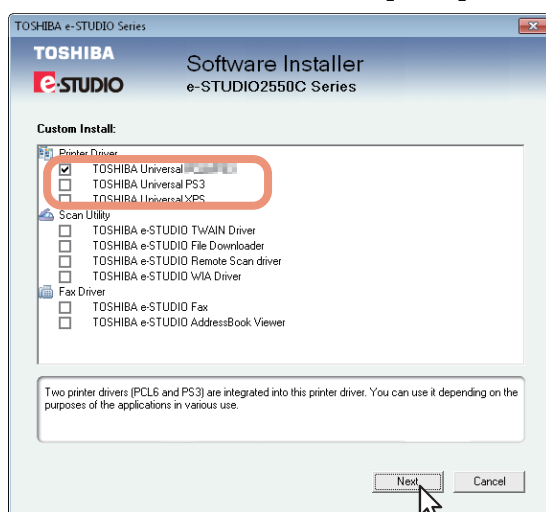 TOSHIBA e-STUDIO Series
TOSHIBA
e-STUDIO
Software Installer
e-STUDIO2550C Series
Custom Install:
Printer Driver
TOSHIBA Universal
TOSHIBA Universal PS3
TOSHIBA Universal XPS
Scan Utility
TOSHIBA e-STUDIO TWAIN Driver
TOSHIBA e-STUDIO File Downloader
TOSHIBA e-STUDIO Remote Scan driver
TOSHIBA e-STUDIO WIA Driver
Fax Driver
TOSHIBA e-STUDIO Fax
TOSHIBA e-STUDIO AddressBook Viewer
Two printer drivers (PCL6 and PS3) are integrated into this printer driver. You can use it depending on the
purposes of the applications in various use.
Next Cancel